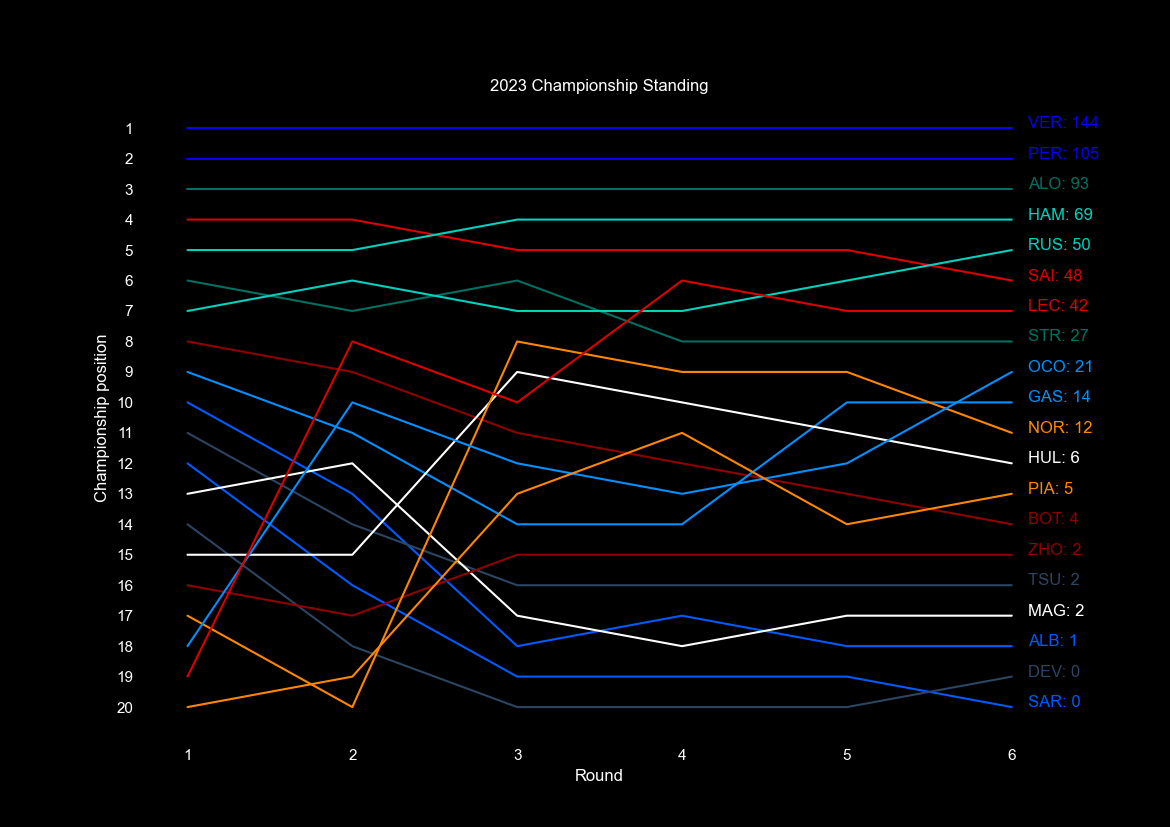 2023 Championship Standing
Championship position
1
2
3
4
5
6
7
8
9
10
11
12
13
14
15
16
17
18
19
20
VER: 144
PER: 105
ALO: 93
HAM: 69
RUS: 50
SAI: 48
LEC: 42
STR: 27
OCO: 21
GAS: 14
NOR: 12
HUL: 6
PIA: 5
BOT: 4
ZHO: 2
TSU: 2
MAG: 2
ALB: 1
DEV: 0
SAR: 0
1 2 3 4 5 6
Round